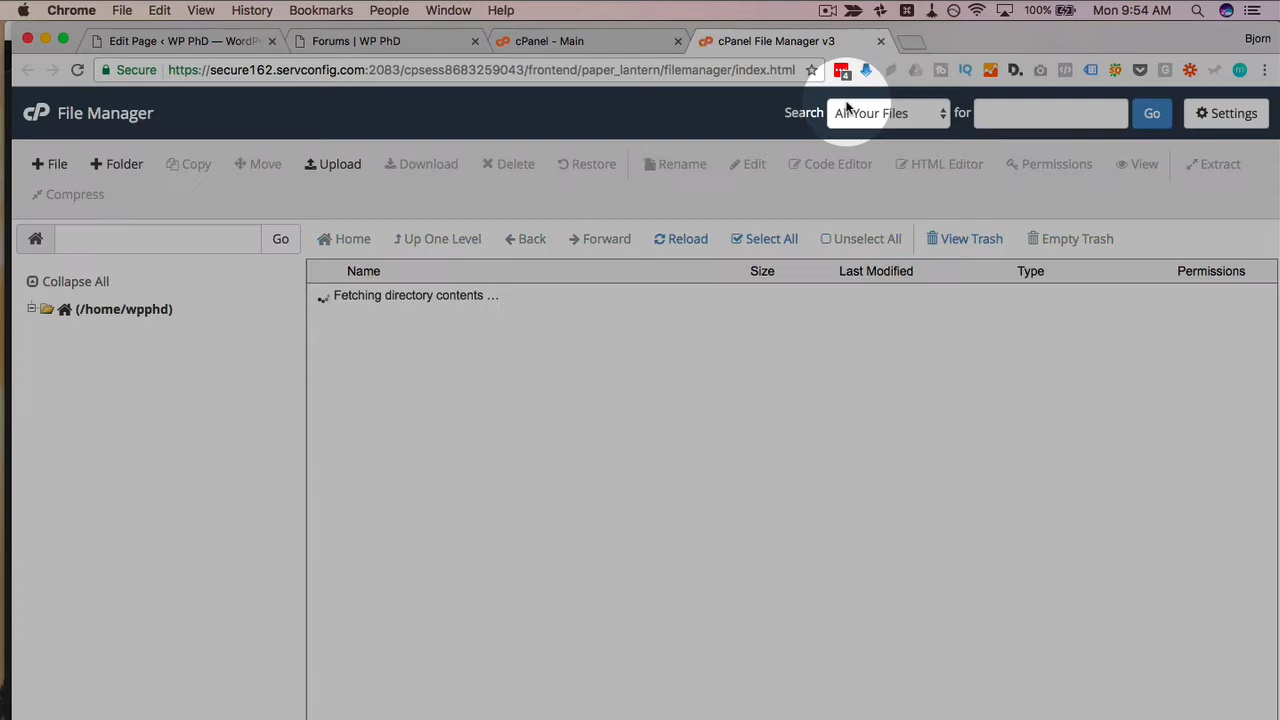 Chrome File Edit View History Bookmarks People Window Help 100% Mon 9:54 AM
Edit Page ‹ WP PhD — WordP Forums | WP PhD cPanel - Main cPanel File Manager v3 Bjorn
Secure https://secure162.servconfig.com:2083/cpsess8683259043/frontend/paper_lantern/filemanager/index.html 4
cP File Manager Search All Your Files for Go Settings
File Folder Copy Move Upload Download Delete Restore Rename Edit Code Editor HTML Editor Permissions View Extract
Compress
Go Home Up One Level Back Forward Reload Select All Unselect All View Trash Empty Trash
Name Size Last Modified Type Permissions
Collapse All
Fetching directory contents …
(/home/wpphd)